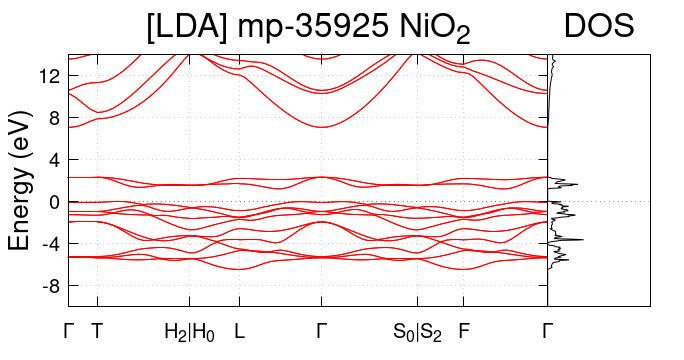 [LDA] mp-35925 NiO₂ DOS
12
8
4
0
-4
-8
Energy (eV)
Γ T H₂|H₀ L Γ S₀|S₂ F Γ